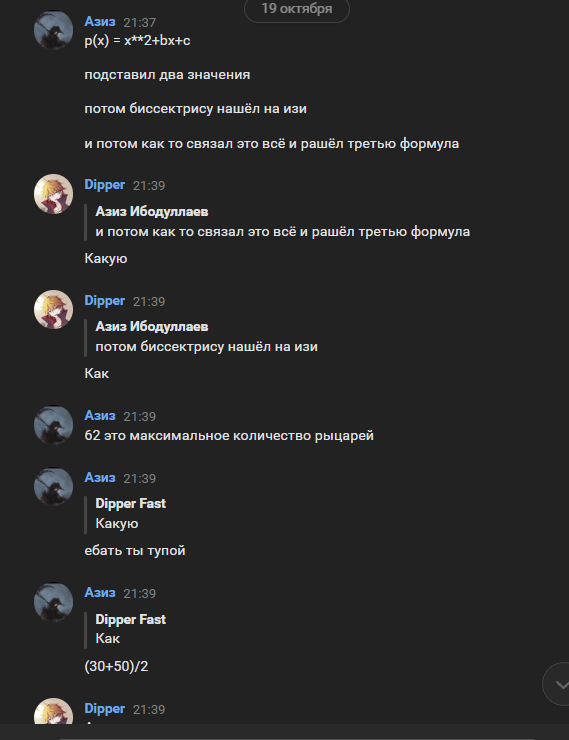 19 октября
Азиз 21:37
p(x) = x**2+bx+c
подставил два значения
потом биссектрису нашёл на изи
и потом как то связал это всё и рашёл третью формула
Dipper 21:39
Азиз Ибодуллаев
и потом как то связал это всё и рашёл третью формула
Какую
Dipper 21:39
Азиз Ибодуллаев
потом биссектрису нашёл на изи
Как
Азиз 21:39
62 это максимальное количество рыцарей
Азиз 21:39
Dipper Fast
Какую
ебать ты тупой
Азиз 21:39
Dipper Fast
Как
(30+50)/2
Dipper 21:39